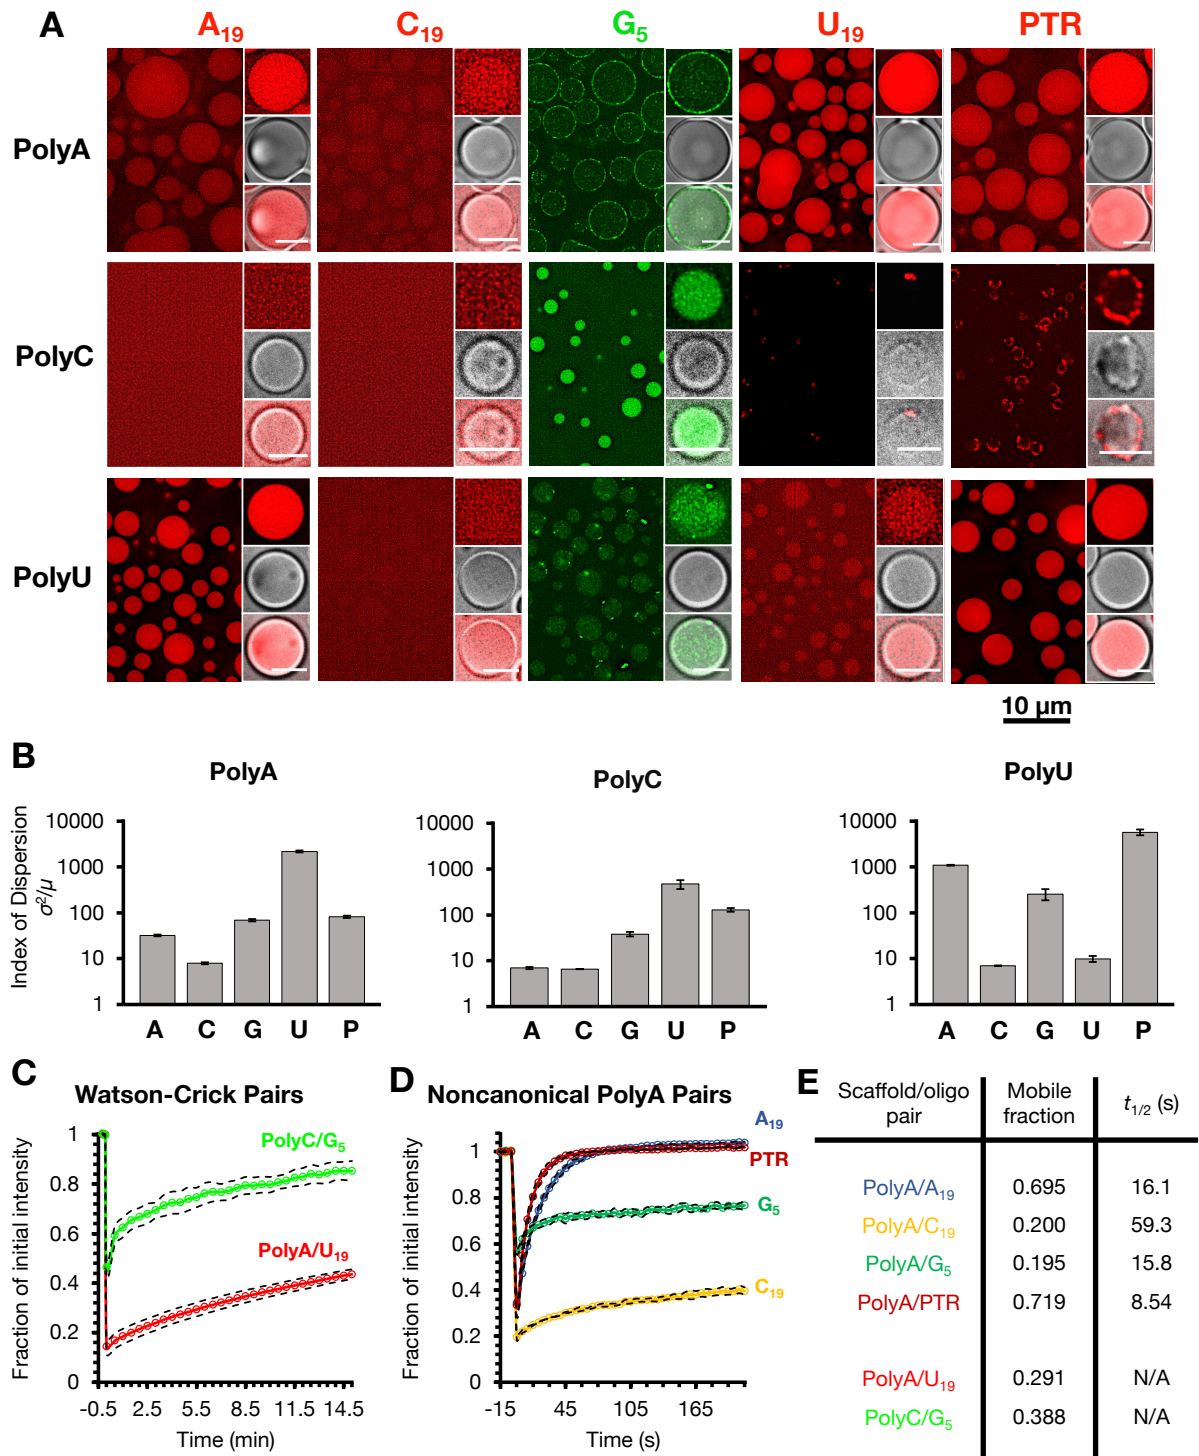 A
A19 C19 G5 U19 PTR
PolyA
PolyC
PolyU
10 µm
B
PolyA
PolyC
PolyU
Index of Dispersion
σ²/µ
10000
1000
100
10
1
A C G U P
10000
1000
100
10
1
A C G U P
10000
1000
100
10
1
A C G U P
C
Watson-Crick Pairs
Fraction of initial intensity
1
0.8
0.6
0.4
0.2
0
PolyC/G5
PolyA/U19
-0.5 2.5 5.5 8.5 11.5 14.5
Time (min)
D
Noncanonical PolyA Pairs
Fraction of initial intensity
1
0.8
0.6
0.4
0.2
0
A19
PTR
G5
C19
-15 45 105 165
Time (s)
E
Scaffold/oligo pair Mobile fraction t1/2 (s)
PolyA/A19 0.695 16.1
PolyA/C19 0.200 59.3
PolyA/G5 0.195 15.8
PolyA/PTR 0.719 8.54
PolyA/U19 0.291 N/A
PolyC/G5 0.388 N/A